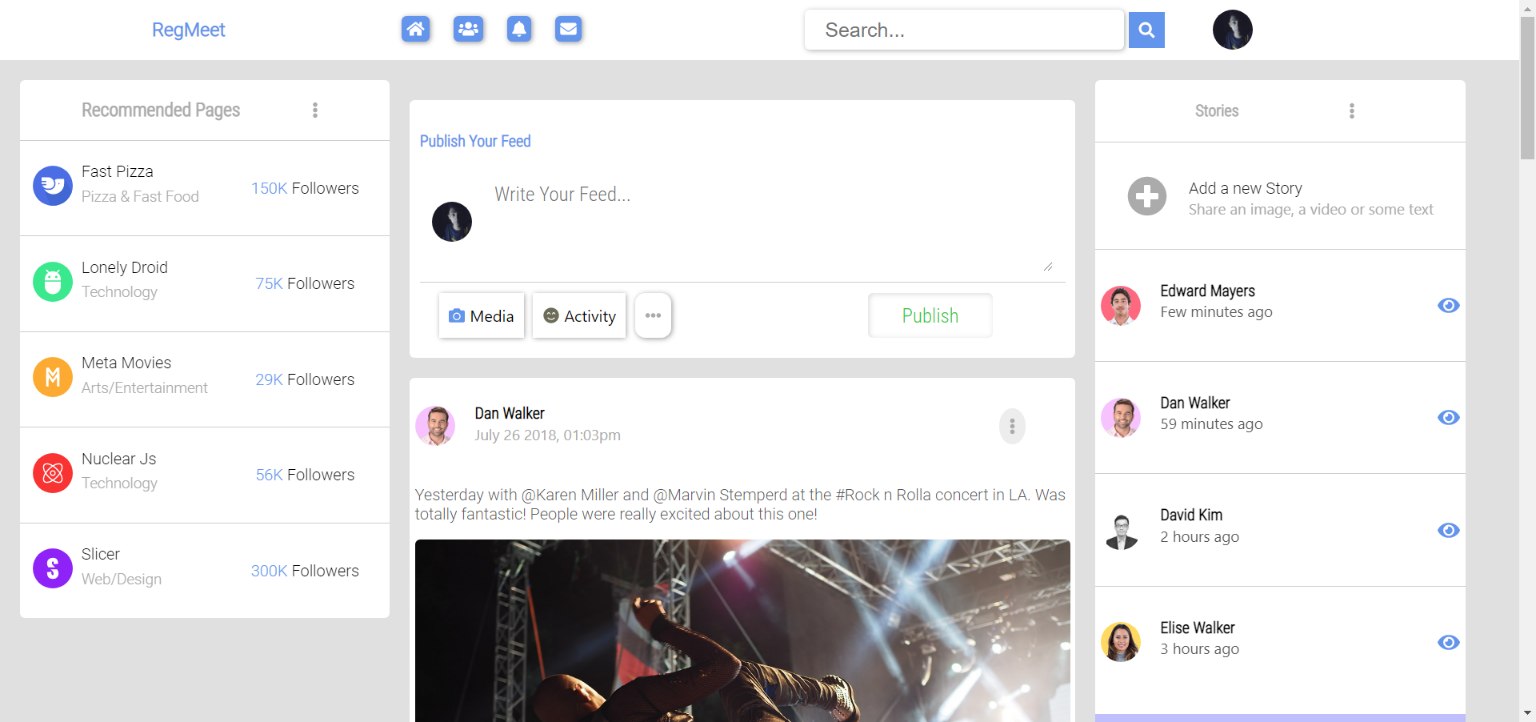 RegMeet
Search...
Recommended Pages
Fast Pizza
Pizza & Fast Food
150K Followers
Lonely Droid
Technology
75K Followers
Meta Movies
Arts/Entertainment
29K Followers
Nuclear Js
Technology
56K Followers
Slicer
Web/Design
300K Followers
Publish Your Feed
Write Your Feed...
Media
Activity
Publish
Dan Walker
July 26 2018, 01:03pm
Yesterday with @Karen Miller and @Marvin Stemperd at the #Rock n Rolla concert in LA. Was
totally fantastic! People were really excited about this one!
Stories
Add a new Story
Share an image, a video or some text
Edward Mayers
Few minutes ago
Dan Walker
59 minutes ago
David Kim
2 hours ago
Elise Walker
3 hours ago